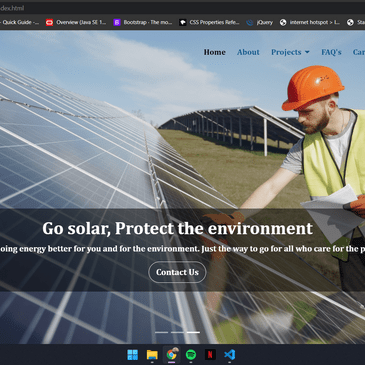 dex.html
Quick Guide -...
Overview (Java SE 1...
Bootstrap · The mo...
CSS Properties Refe...
jQuery
internet hotspot » I...
Sta
Home About Projects FAQ's Car
Go solar, Protect the environment
oing energy better for you and for the environment. Just the way to go for all who care for the p
Contact Us